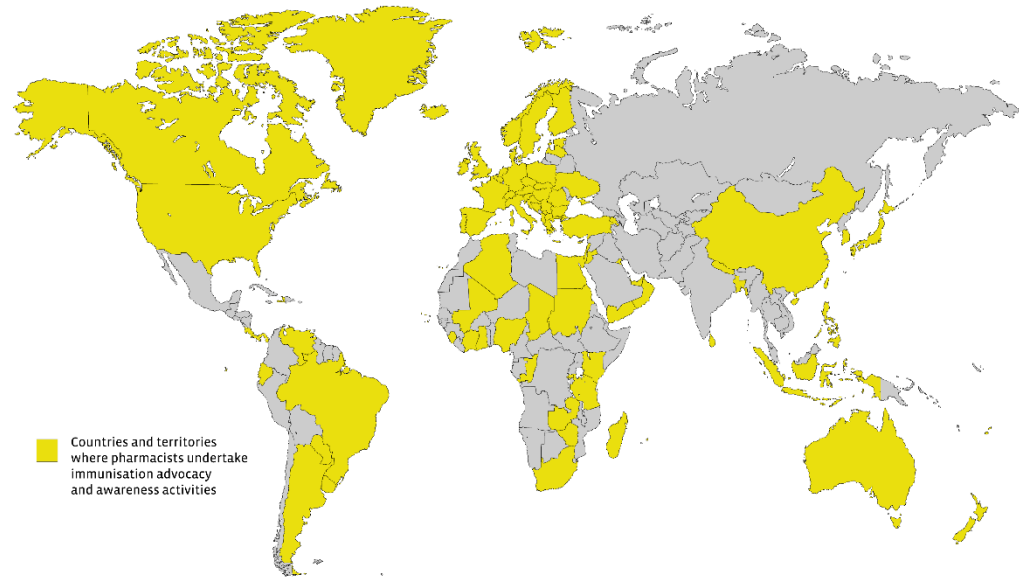 Countries and territories
where pharmacists undertake
immunisation advocacy
and awareness activities